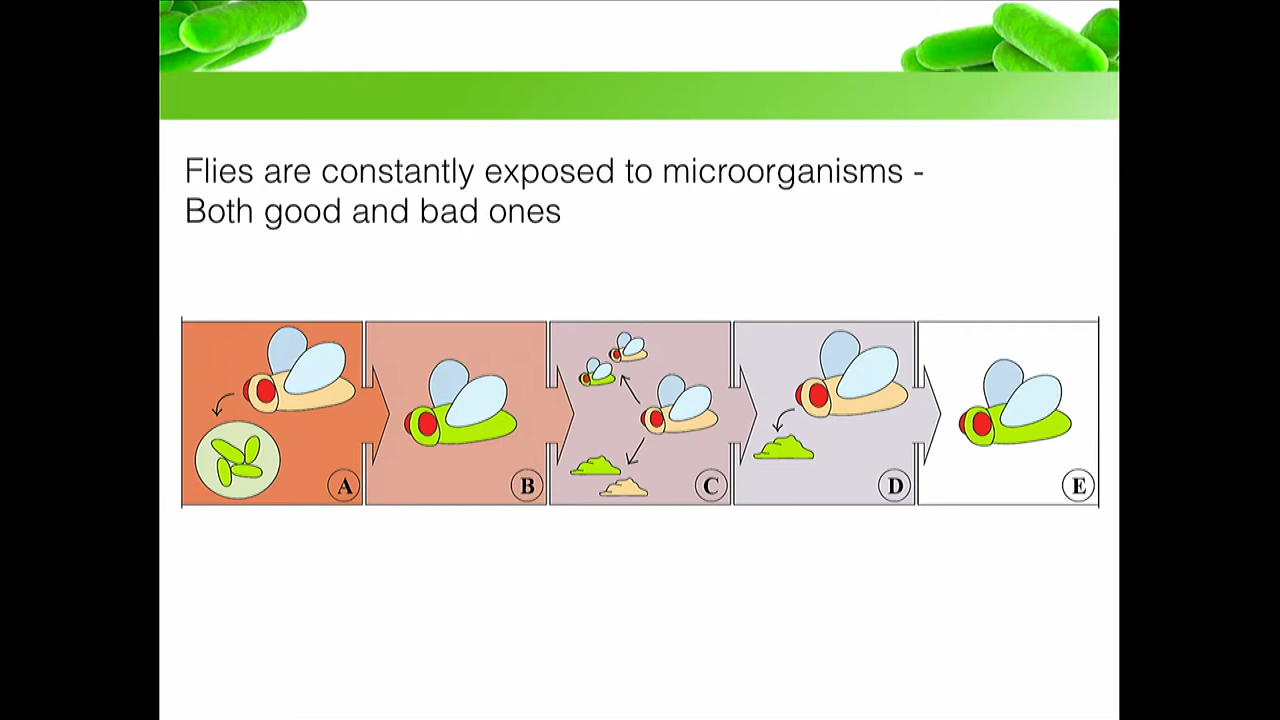 Flies are constantly exposed to microorganisms -
Both good and bad ones
A
B
C
D
E